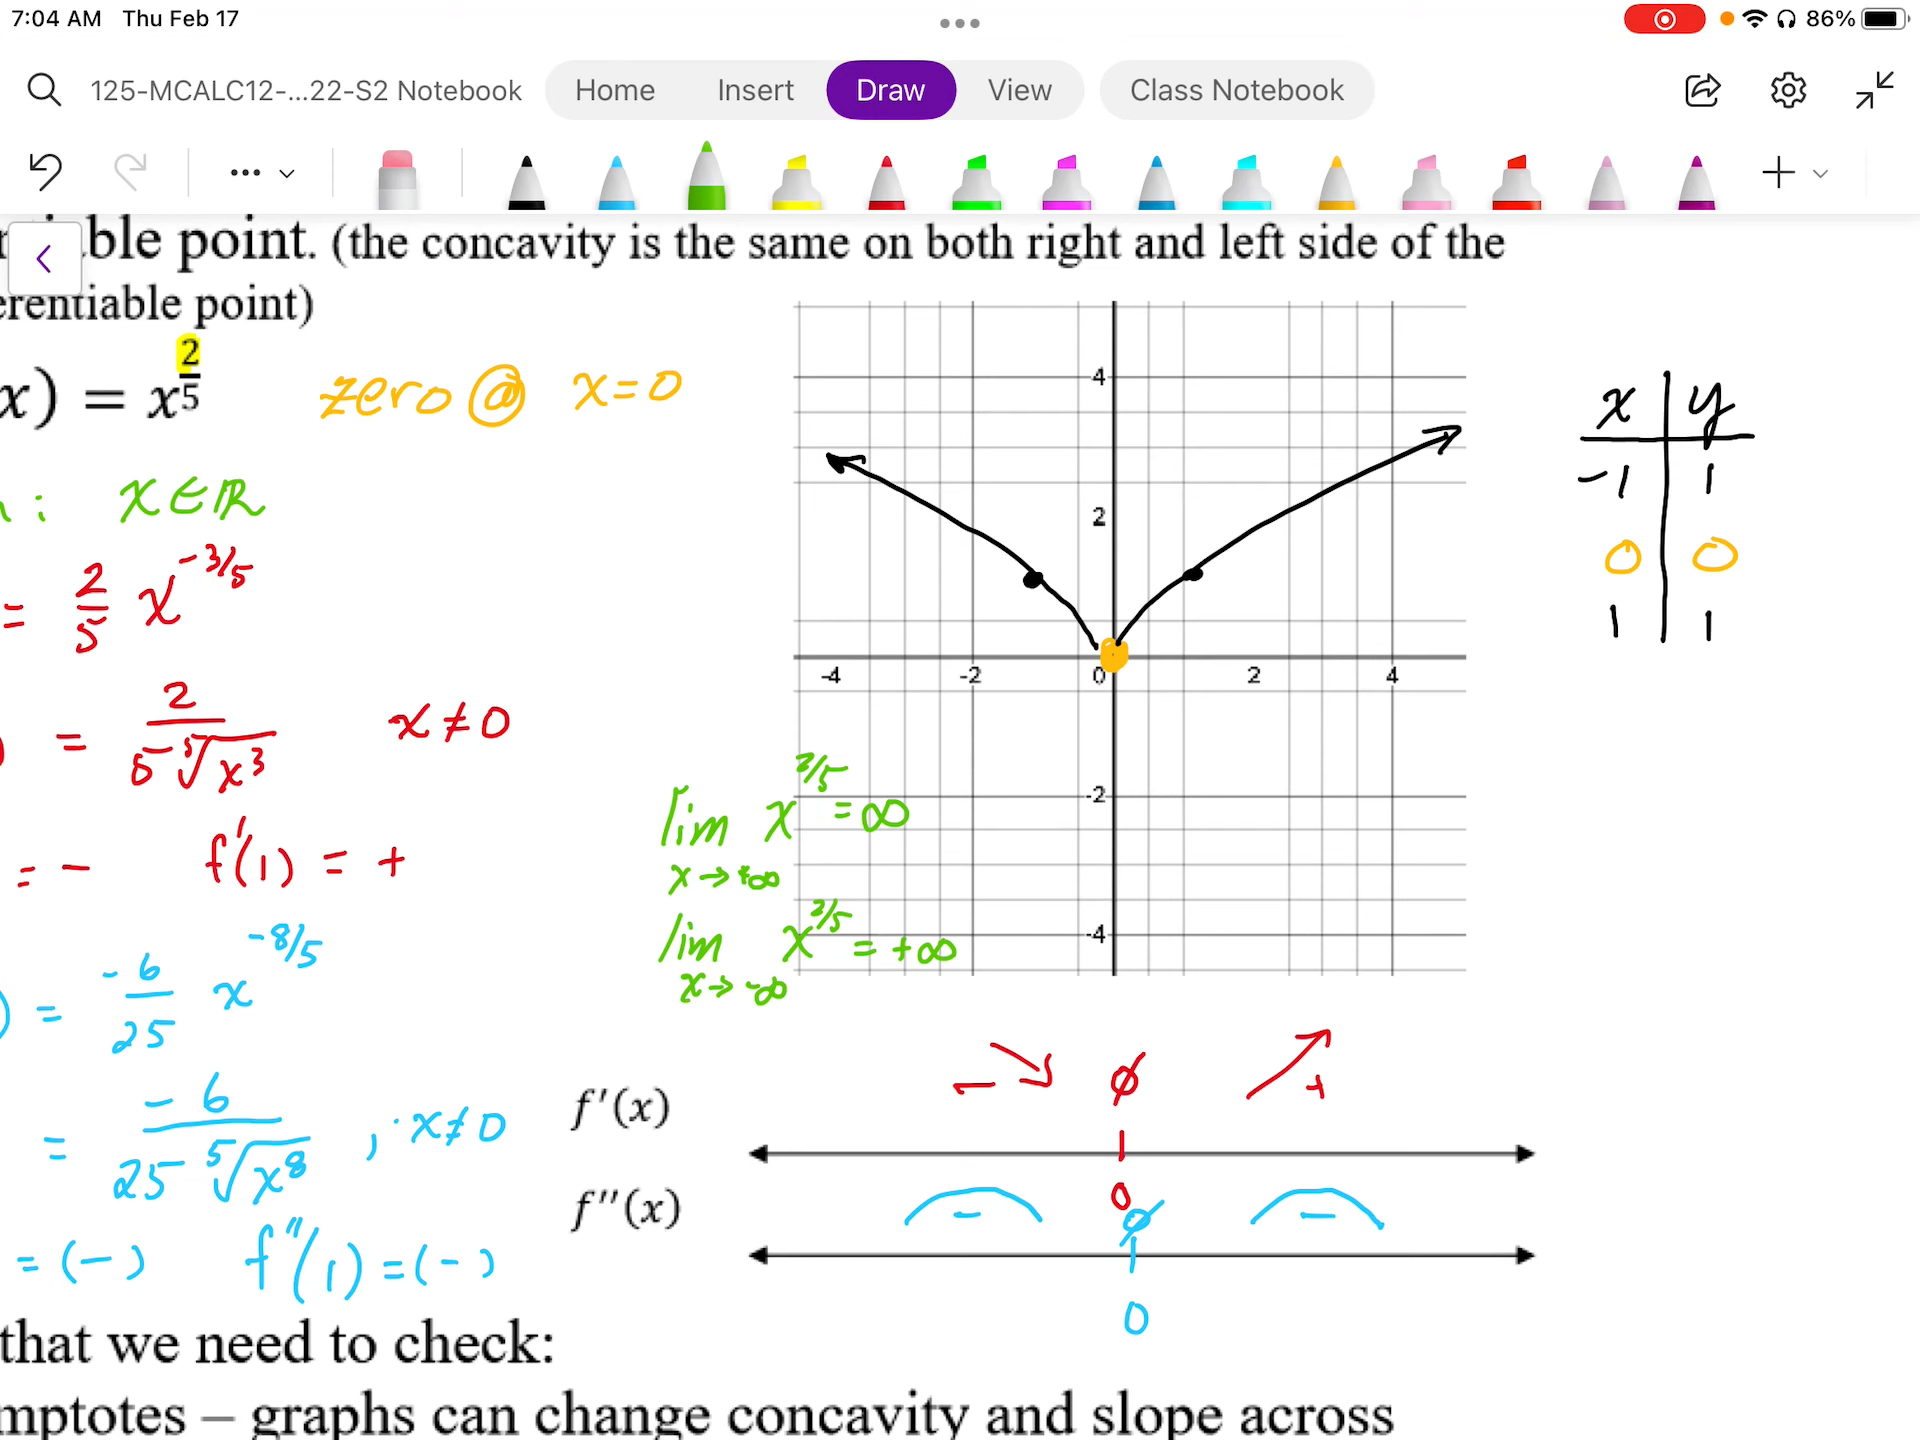 7:04 AM Thu Feb 17
86%
125-MCALC12-...22-S2 Notebook Home Insert Draw View Class Notebook
ble point. (the concavity is the same on both right and left side of the
erentiable point)
x) = x^2/5 zero @ x=0
: x ∈ ℝ
= 2/5 x^-3/5
= 2/(5 ⁵√x³) x ≠ 0
= - f'(1) = +
= -6/25 x^-8/5
= -6/(25 ⁵√x⁸) , x ≠ 0
= (-) f''(1) = (-)
4
2
-4 -2 0 2 4
-2
-4
x y
-1 1
0 0
1 1
lim x^2/5 = ∞
x→+∞
lim x^2/5 = +∞
x→-∞
- ∅ +
f'(x)
0
- ∅ -
f''(x)
0
that we need to check:
mptotes – graphs can change concavity and slope across